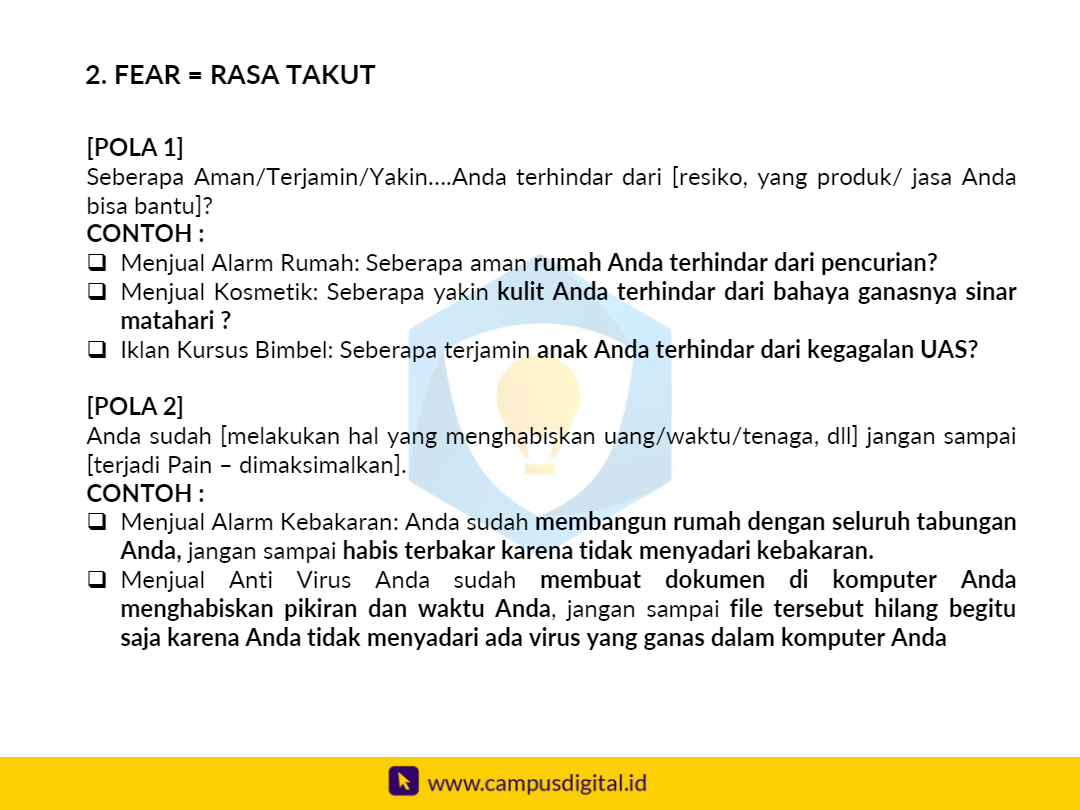 2. FEAR = RASA TAKUT
[POLA 1]
Seberapa Aman/Terjamin/Yakin....Anda terhindar dari [resiko, yang produk/ jasa Anda
bisa bantu]?
CONTOH :
❑ Menjual Alarm Rumah: Seberapa aman rumah Anda terhindar dari pencurian?
❑ Menjual Kosmetik: Seberapa yakin kulit Anda terhindar dari bahaya ganasnya sinar
matahari ?
❑ Iklan Kursus Bimbel: Seberapa terjamin anak Anda terhindar dari kegagalan UAS?
[POLA 2]
Anda sudah [melakukan hal yang menghabiskan uang/waktu/tenaga, dll] jangan sampai
[terjadi Pain – dimaksimalkan].
CONTOH :
❑ Menjual Alarm Kebakaran: Anda sudah membangun rumah dengan seluruh tabungan
Anda, jangan sampai habis terbakar karena tidak menyadari kebakaran.
❑ Menjual Anti Virus Anda sudah membuat dokumen di komputer Anda
menghabiskan pikiran dan waktu Anda, jangan sampai file tersebut hilang begitu
saja karena Anda tidak menyadari ada virus yang ganas dalam komputer Anda
www.campusdigital.id